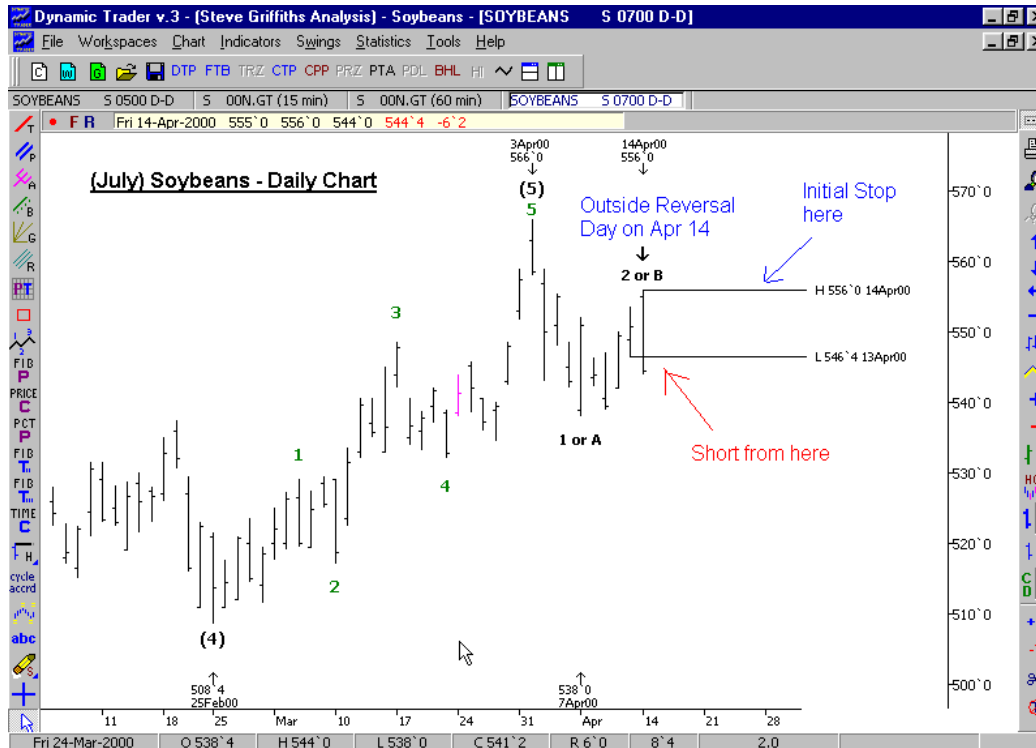 Dynamic Trader v.3 - (Steve Griffiths Analysis) - Soybeans - [SOYBEANS S 0700 D-D]
File Workspaces Chart Indicators Swings Statistics Tools Help
C W G DTP FTB TRZ CTP CPP PRZ PTA PDL BHL HI
SOYBEANS S 0500 D-D S 00N.GT (15 min) S 00N.GT (60 min) SOYBEANS S 0700 D-D
F R Fri 14-Apr-2000 555`0 556`0 544`0 544`4 -6`2
T
P
A
B
G
R
PT
1 2 3
FIB
P
PRICE
C
PCT
P
FIB
T
FIB
T
TIME
C
H
cycle
accrd
abc
S
(July) Soybeans - Daily Chart
3Apr00
566`0
(5)
5
14Apr00
556`0
Outside Reversal
Day on Apr 14
2 or B
Initial Stop
here
H 556`0 14Apr00
L 546`4 13Apr00
Short from here
1 or A
3
1
4
2
(4)
508`4
25Feb00
538`0
7Apr00
570`0
560`0
550`0
540`0
530`0
520`0
510`0
500`0
11 18 25 Mar 10 17 24 31 Apr 14 21 28
HO
C
D
Fri 24-Mar-2000 O 538`4 H 544`0 L 538`0 C 541`2 R 6`0 8`4 2.0